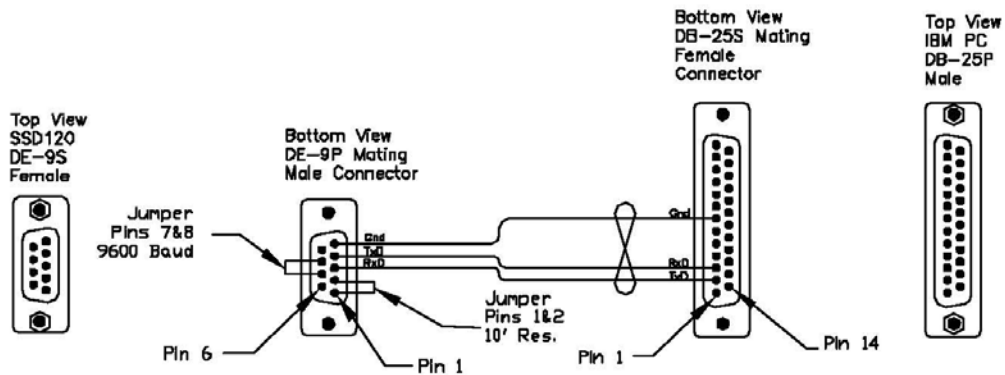 Top View
SSD120
DE-9S
Female
Jumper
Pins 7&8
9600 Baud
Bottom View
DE-9P Mating
Male Connector
Gnd
TxD
RxD
Pin 6
Pin 1
Jumper
Pins 1&2
10' Res.
Bottom View
DB-25S Mating
Female
Connector
Gnd
RxD
TxD
Pin 1
Pin 14
Top View
IBM PC
DB-25P
Male